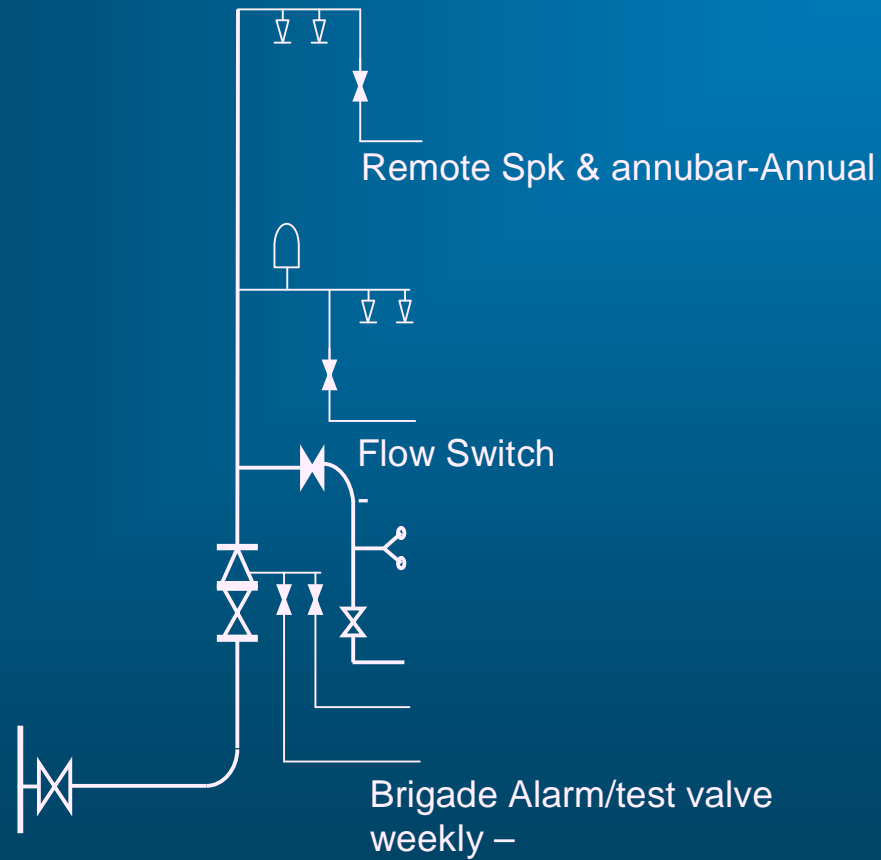 Remote Spk & annubar-Annual
Flow Switch
-
Brigade Alarm/test valve
weekly –